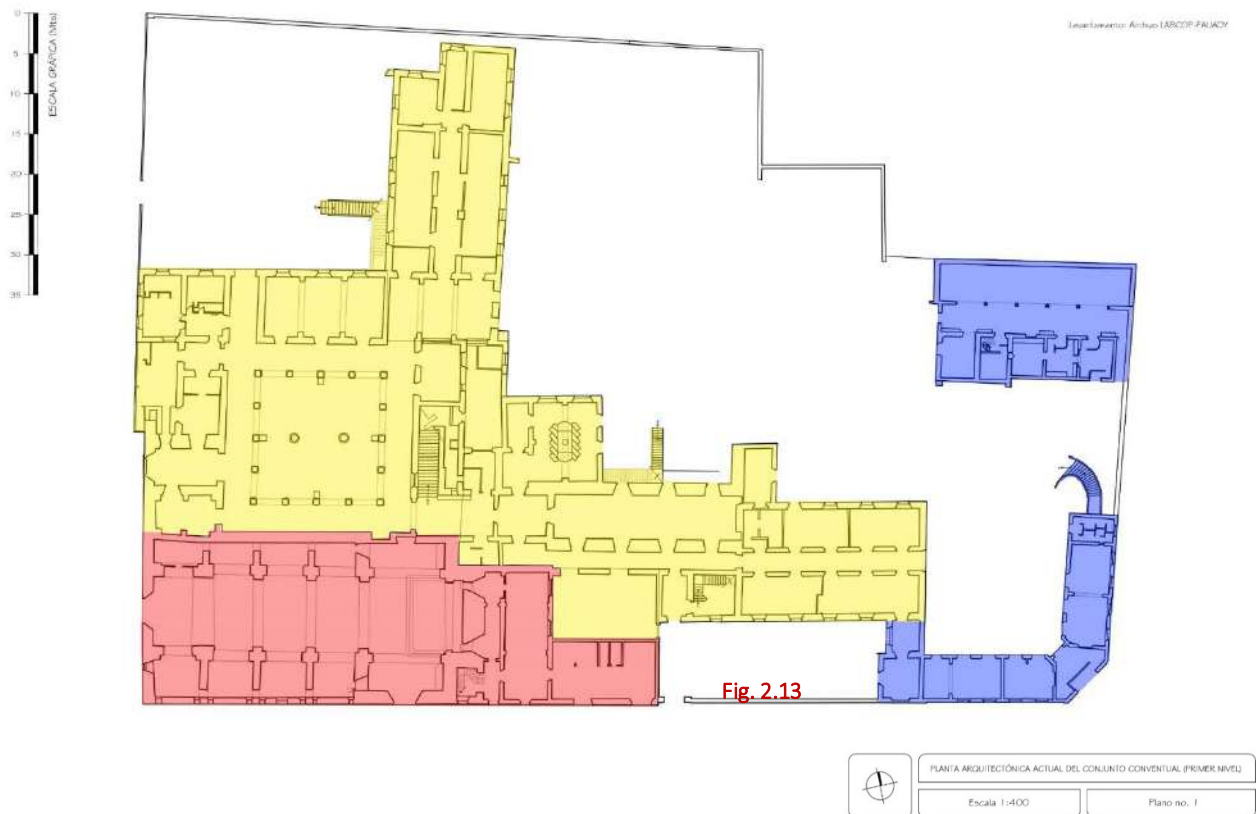 0
5
10
15
20
25
30
35
ESCALA GRÁFICA (Mts)
Levantamiento: Archivo LABCOP-FAUADY
Fig. 2.13
PLANTA ARQUITECTÓNICA ACTUAL DEL CONJUNTO CONVENTUAL (PRIMER NIVEL)
Escala 1:400
Plano no. 1